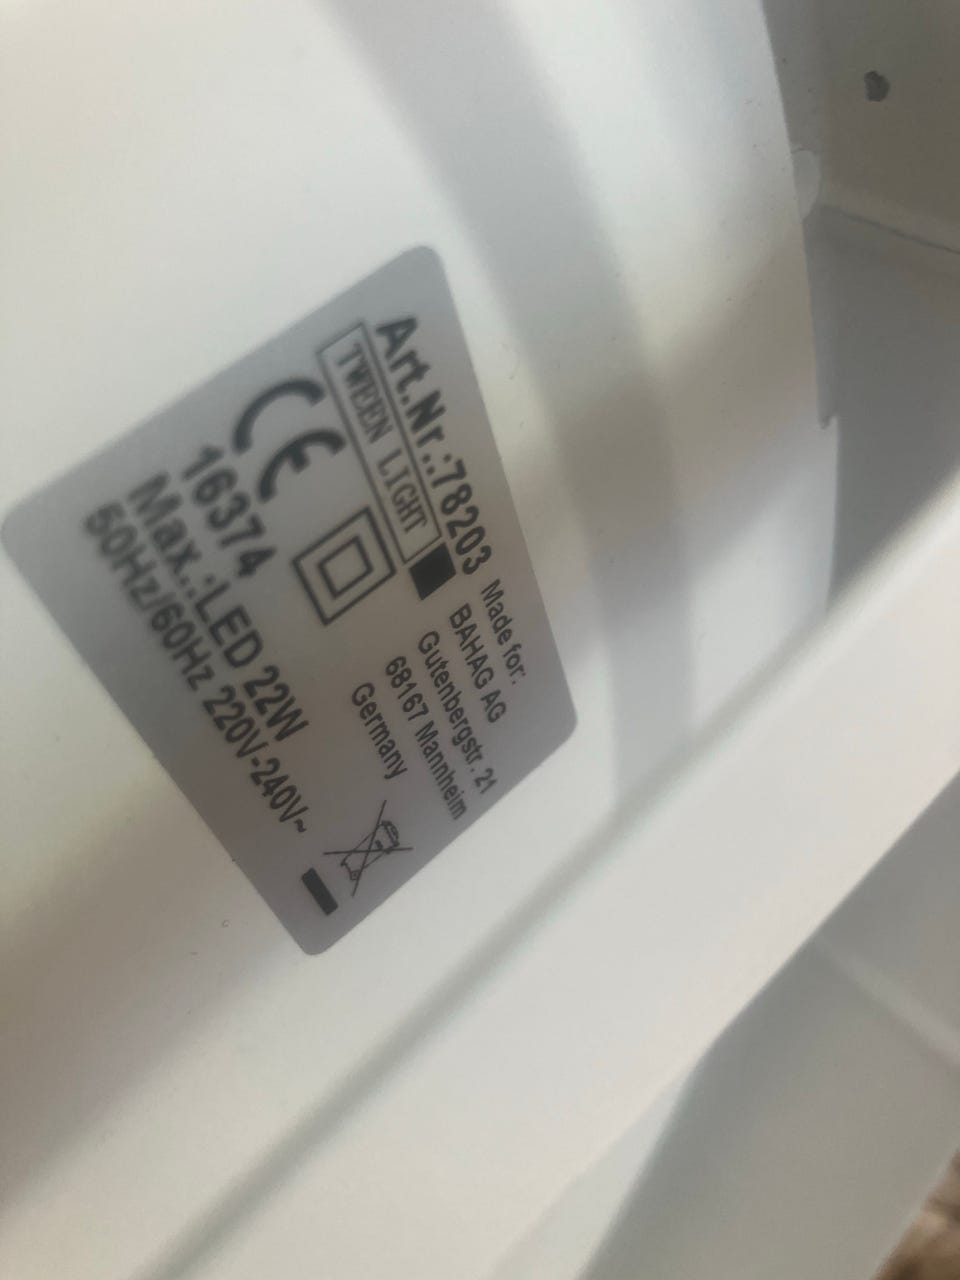 Art.Nr.:78203
TWEEN LIGHT
CE
16374
Max.:LED 22W
50Hz/60Hz 220V-240V~
Made for:
BAHAG AG
Gutenbergstr. 21
68167 Mannheim
Germany